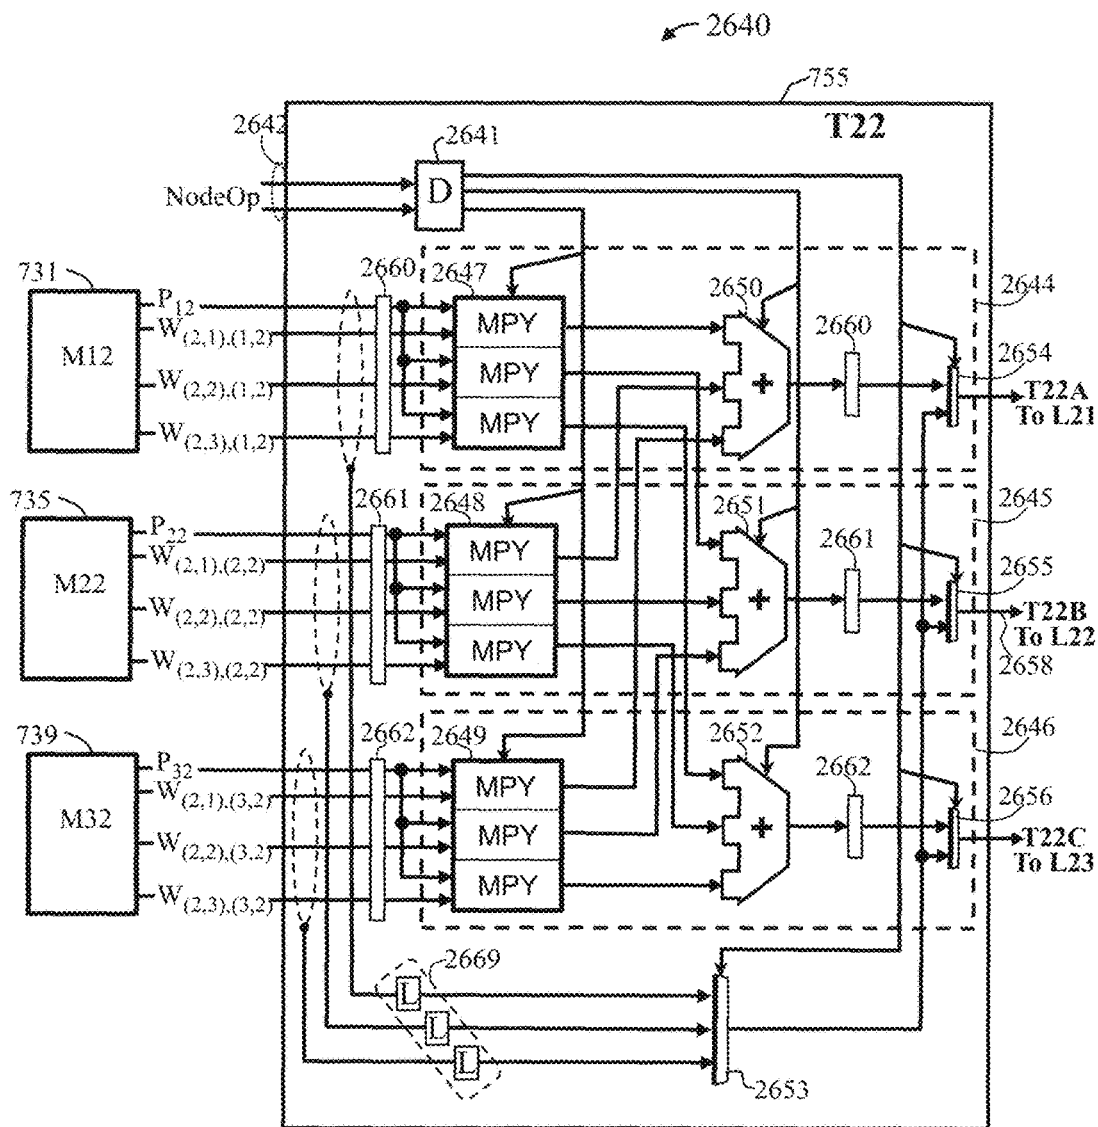 2640
755
T22
2642
2641
D
NodeOp
731
2660
2647
2650
2660
2644
2654
M12
P12
W(2,1),(1,2)
W(2,2),(1,2)
W(2,3),(1,2)
MPY
MPY
MPY
+
T22A
To L21
735
2661
2648
2651
2661
2645
2655
M22
P22
W(2,1),(2,2)
W(2,2),(2,2)
W(2,3),(2,2)
MPY
MPY
MPY
+
T22B
To L22
2658
739
2662
2649
2652
2662
2646
2656
M32
P32
W(2,1),(3,2)
W(2,2),(3,2)
W(2,3),(3,2)
MPY
MPY
MPY
+
T22C
To L23
2669
L
L
L
2653